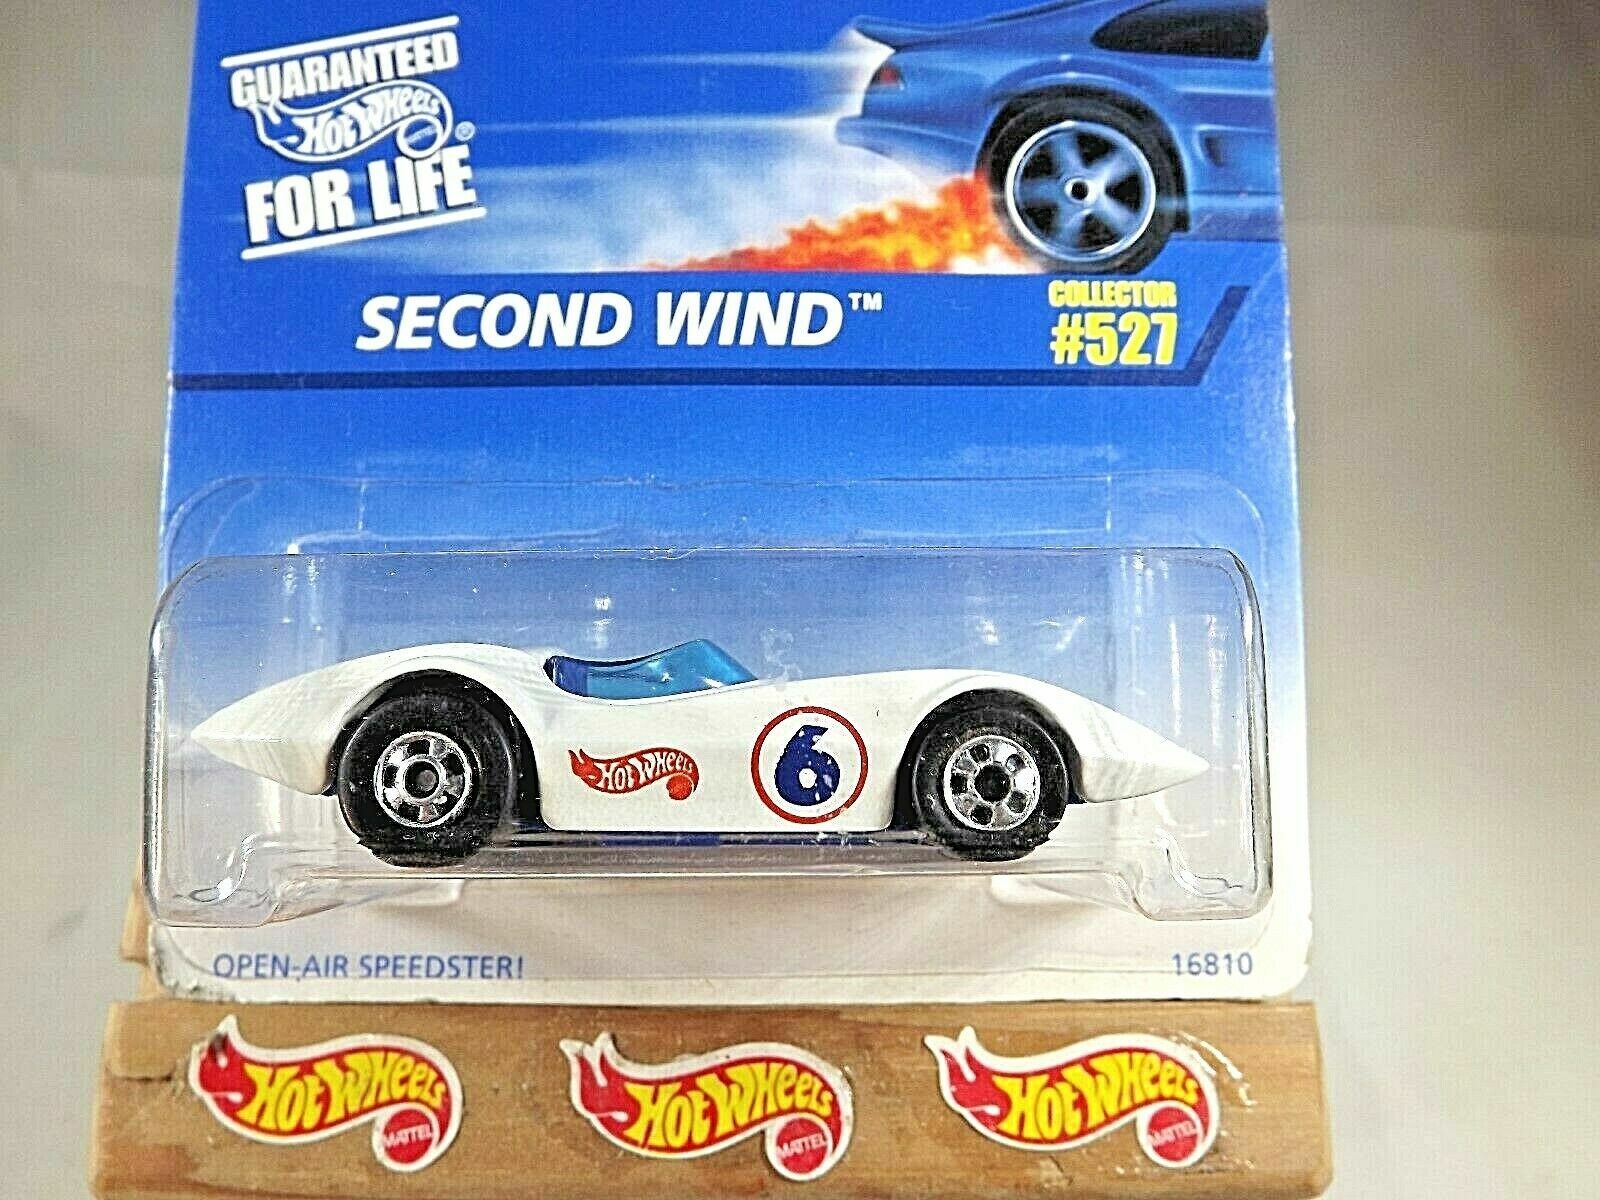 GUARANTEED
HOT WHEELS
MATTEL
®
FOR LIFE
SECOND WIND™
COLLECTOR
#527
HOT WHEELS
6
OPEN-AIR SPEEDSTER!
16810
HOT WHEELS
MATTEL
HOT WHEELS
MATTEL
HOT WHEELS
MATTEL